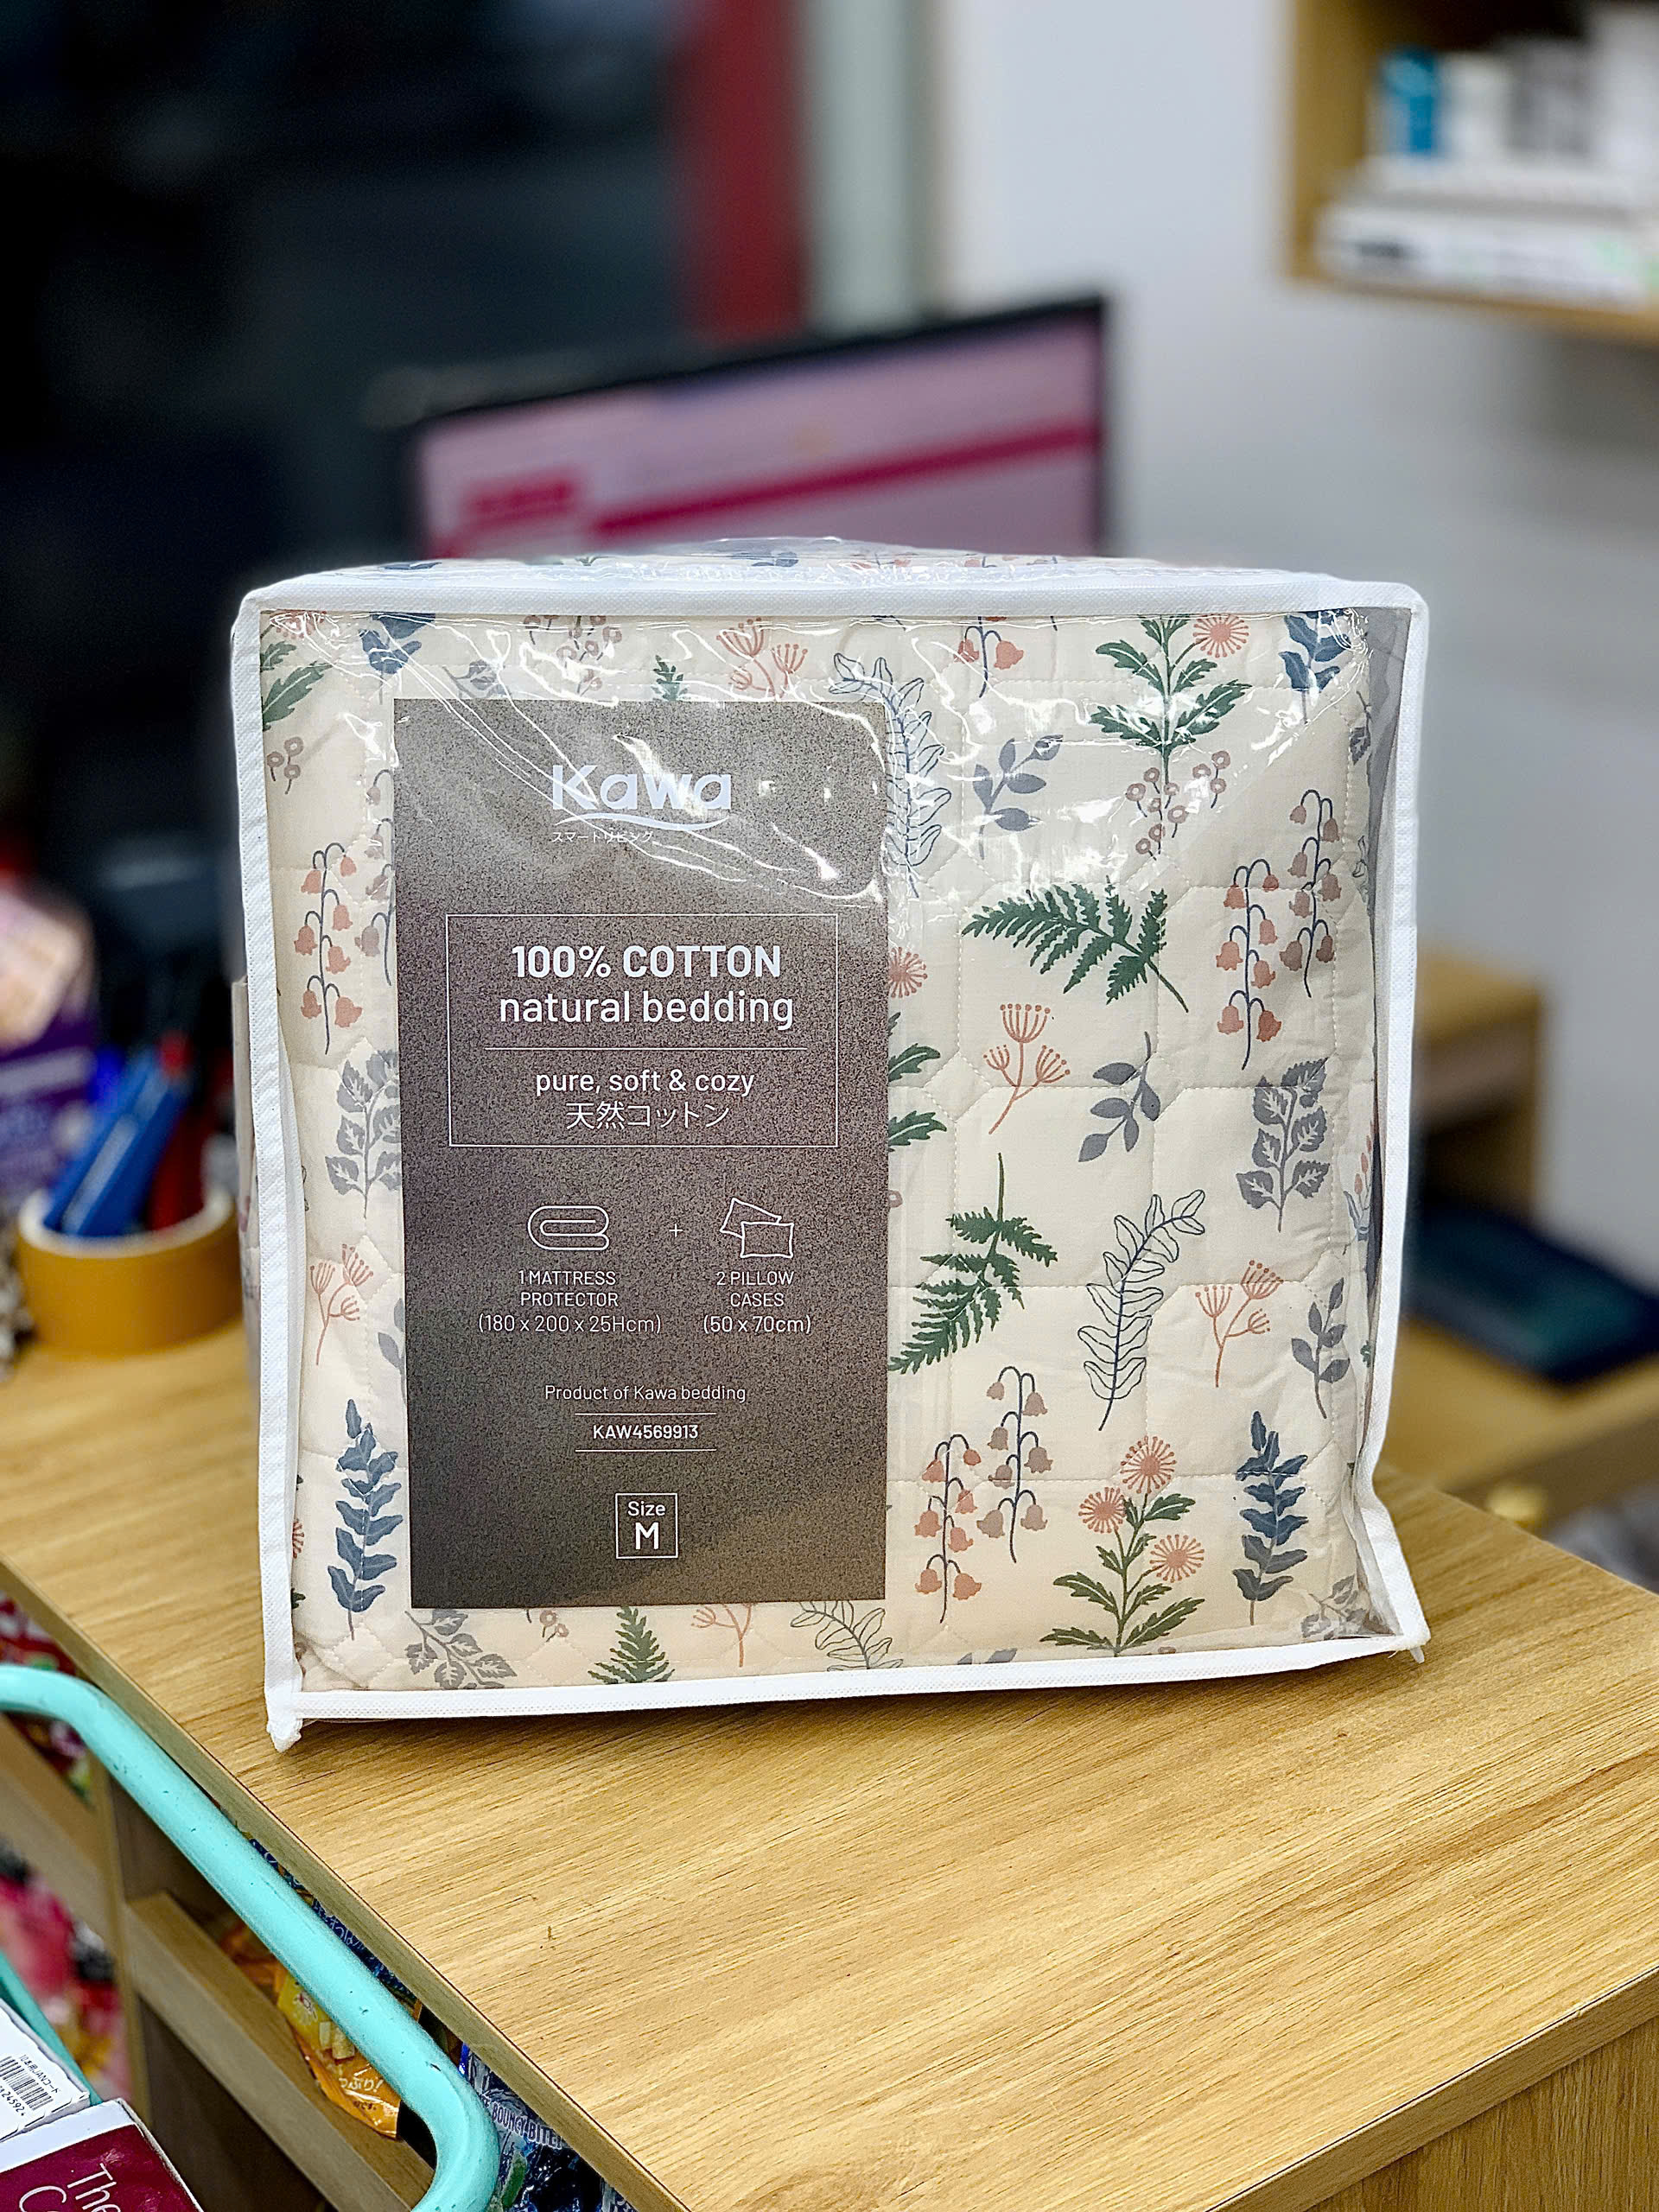 Kawa
スマートリビング
100% COTTON
natural bedding
pure, soft & cozy
天然コットン
+
1 MATTRESS
PROTECTOR
(180 x 200 x 25Hcm)
2 PILLOW
CASES
(50 x 70cm)
Product of Kawa bedding
KAW4569913
Size
M
The